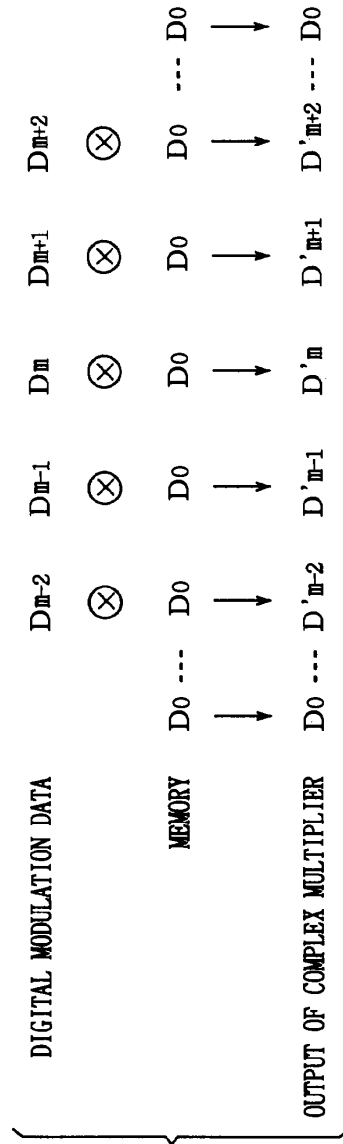 DIGITAL MODULATION DATA Dm-2 Dm-1 Dm Dm+1 Dm+2
⊗ ⊗ ⊗ ⊗ ⊗
MEMORY D0 --- D0 D0 D0 D0 D0 --- D0
OUTPUT OF COMPLEX MULTIPLIER D0 --- D'm-2 D'm-1 D'm D'm+1 D'm+2 --- D0